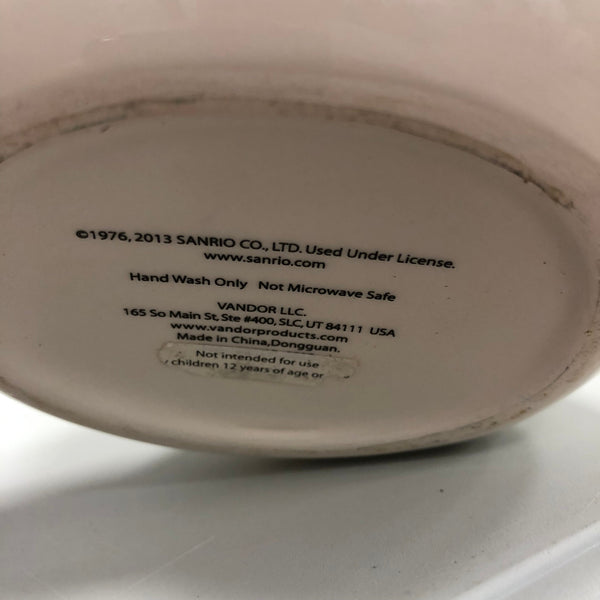 ©1976, 2013 SANRIO CO., LTD. Used Under License.
www.sanrio.com
Hand Wash Only Not Microwave Safe
VANDOR LLC.
165 So Main St, Ste #400, SLC, UT 84111 USA
www.vandorproducts.com
Made in China,Dongguan.
Not intended for use
children 12 years of age or